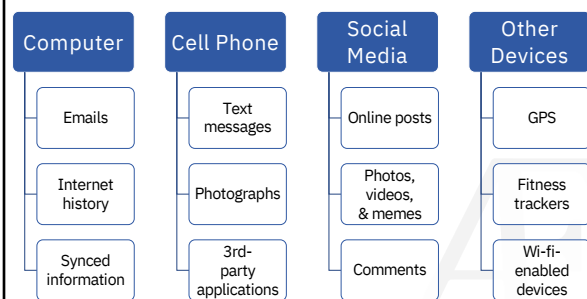 Computer
Emails
Internet
history
Synced
information
Cell Phone
Text
messages
Photographs
3rd-
party
applications
Social
Media
Online posts
Photos,
videos,
& memes
Comments
Other
Devices
GPS
Fitness
trackers
Wi-fi-
enabled
devices